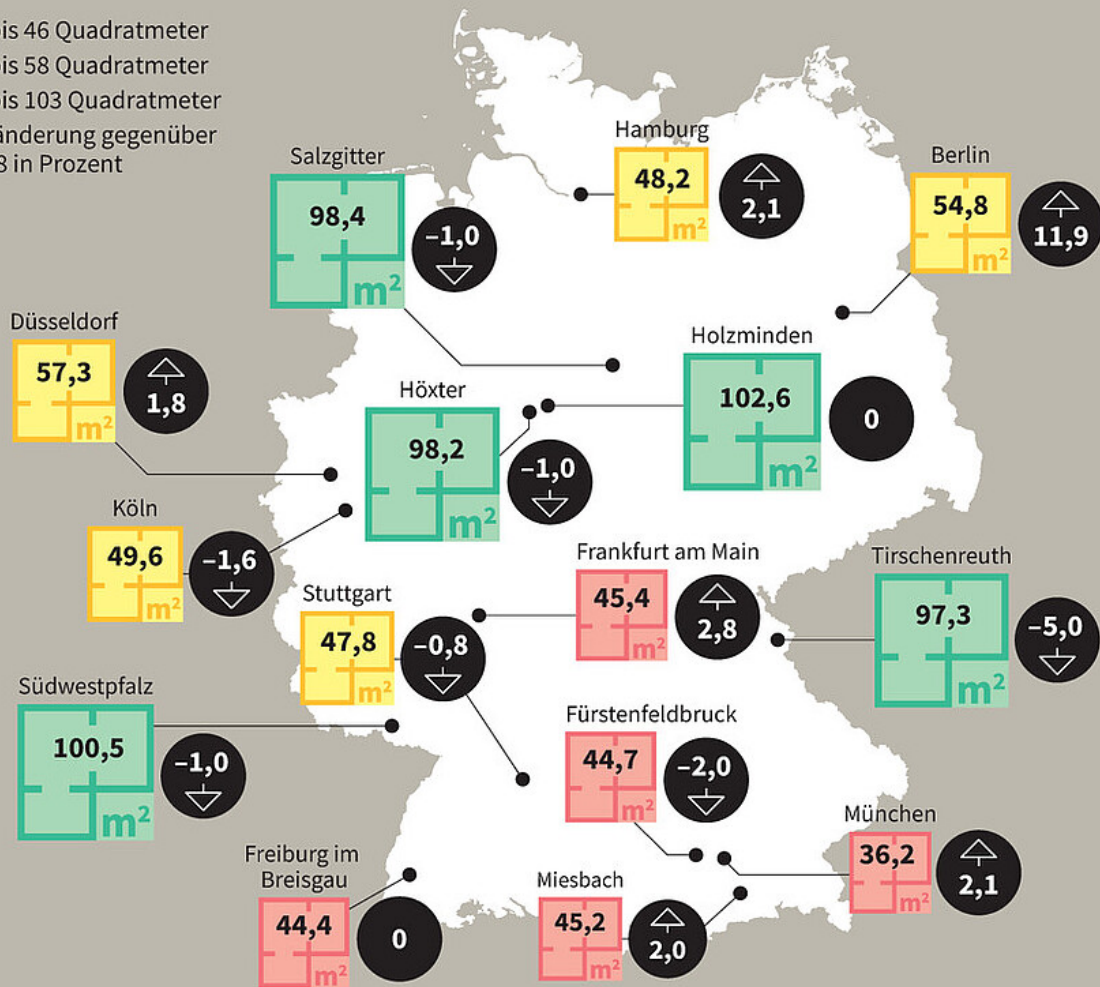 is 46 Quadratmeter
is 58 Quadratmeter
is 103 Quadratmeter
änderung gegenüber
8 in Prozent
Hamburg
48,2
m²
2,1
Salzgitter
98,4
m²
–1,0
Berlin
54,8
m²
11,9
Düsseldorf
57,3
m²
1,8
Holzminden
102,6
m²
0
Höxter
98,2
m²
–1,0
Köln
49,6
m²
–1,6
Frankfurt am Main
45,4
m²
2,8
Tirschenreuth
97,3
m²
–5,0
Stuttgart
47,8
m²
–0,8
Südwestpfalz
100,5
m²
–1,0
Fürstenfeldbruck
44,7
m²
–2,0
München
36,2
m²
2,1
Freiburg im
Breisgau
44,4
m²
0
Miesbach
45,2
m²
2,0